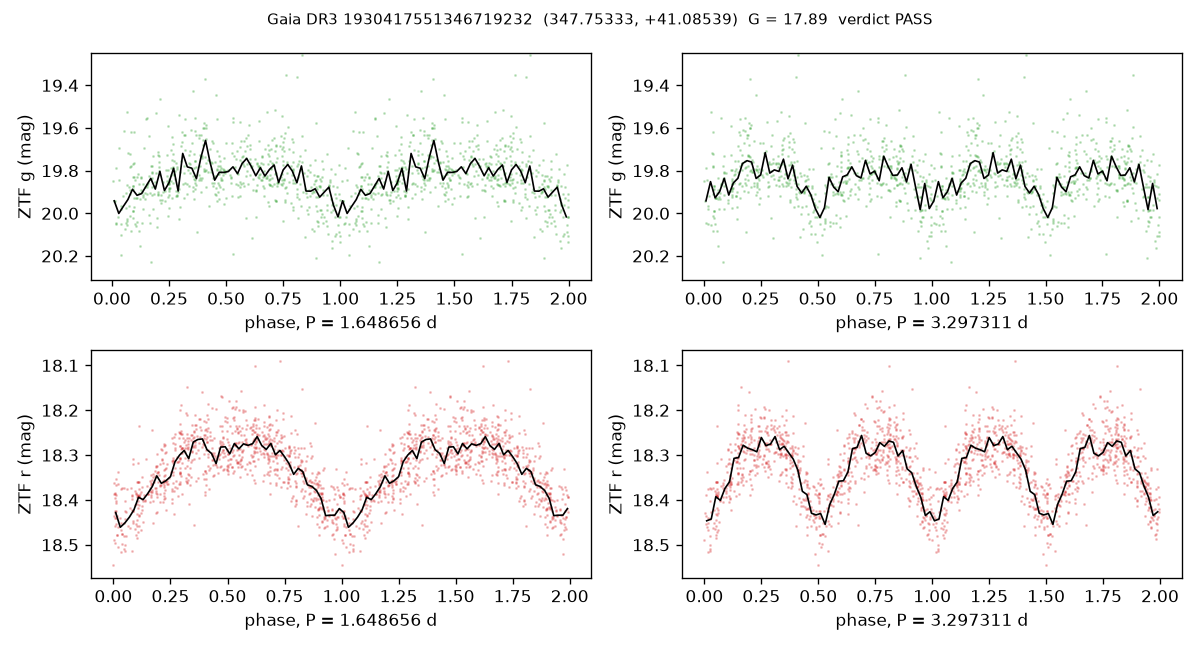 Gaia DR3 1930417551346719232 (347.75333, +41.08539) G = 17.89 verdict PASS
ZTF g (mag)
19.4
19.6
19.8
20.0
20.2
0.00 0.25 0.50 0.75 1.00 1.25 1.50 1.75 2.00
phase, P = 1.648656 d
ZTF g (mag)
19.4
19.6
19.8
20.0
20.2
0.00 0.25 0.50 0.75 1.00 1.25 1.50 1.75 2.00
phase, P = 3.297311 d
ZTF r (mag)
18.1
18.2
18.3
18.4
18.5
0.00 0.25 0.50 0.75 1.00 1.25 1.50 1.75 2.00
phase, P = 1.648656 d
ZTF r (mag)
18.1
18.2
18.3
18.4
18.5
0.00 0.25 0.50 0.75 1.00 1.25 1.50 1.75 2.00
phase, P = 3.297311 d